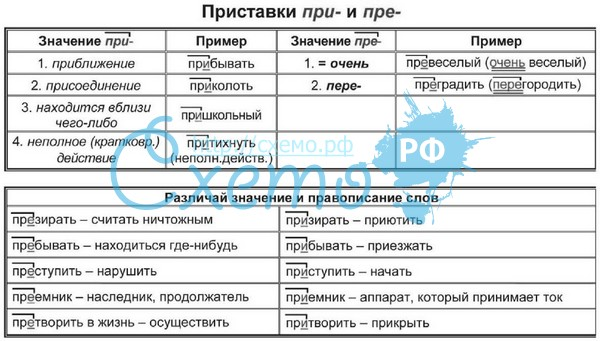 Приставки при- и пре-
Значение при- Пример Значение пре- Пример
1. приближение прибывать 1. = очень превеселый (очень веселый)
2. присоединение приколоть 2. пере- преградить (перегородить)
3. находится вблизи
чего-либо пришкольный
4. неполное (кратковр.)
действие притихнуть
(неполн.действ.)
http://схемо.рф
Схемо РФ
Различай значение и правописание слов
презирать – считать ничтожным призирать – приютить
пребывать – находиться где-нибудь прибывать – приезжать
преступить – нарушить приступить – начать
преемник – наследник, продолжатель приемник – аппарат, который принимает ток
претворить в жизнь – осуществить притворить – прикрыть